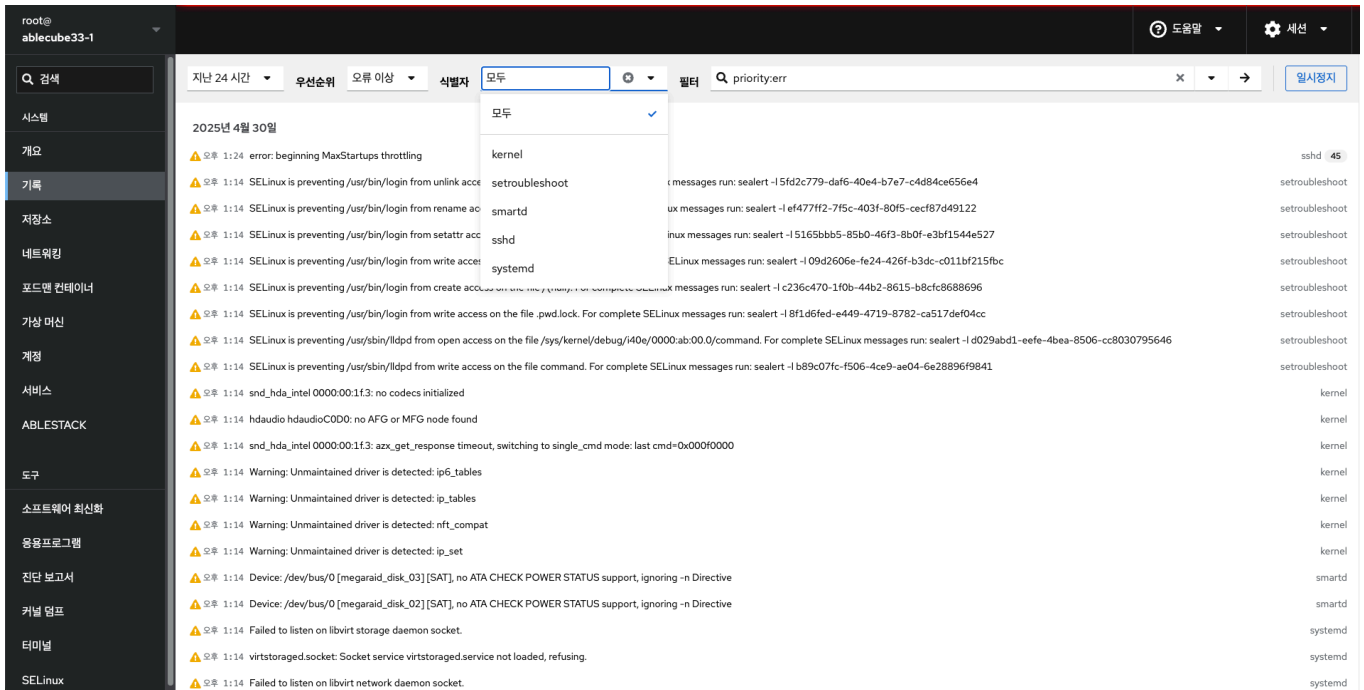 root@
ablecube33-1
도움말
세션
검색
지난 24 시간
우선순위
오류 이상
식별자
모두
필터
priority:err
일시정지
모두
kernel
setroubleshoot
smartd
sshd
systemd
시스템
개요
기록
저장소
네트워킹
포드맨 컨테이너
가상 머신
계정
서비스
ABLESTACK
도구
소프트웨어 최신화
응용프로그램
진단 보고서
커널 덤프
터미널
SELinux
2025년 4월 30일
오후 1:24 error: beginning MaxStartups throttling sshd 45
오후 1:14 SELinux is preventing /usr/bin/login from unlink acce x messages run: sealert -l 5fd2c779-daf6-40e4-b7e7-c4d84ce656e4 setroubleshoot
오후 1:14 SELinux is preventing /usr/bin/login from rename ac ux messages run: sealert -l ef477ff2-7f5c-403f-80f5-cecf87d49122 setroubleshoot
오후 1:14 SELinux is preventing /usr/bin/login from setattr acc inux messages run: sealert -l 5165bbb5-85b0-46f3-8b0f-e3bf1544e527 setroubleshoot
오후 1:14 SELinux is preventing /usr/bin/login from write acces ELinux messages run: sealert -l 09d2606e-fe24-426f-b3dc-c011bf215fbc setroubleshoot
오후 1:14 SELinux is preventing /usr/bin/login from create access on the file /(null). For complete SELinux messages run: sealert -l c236c470-1f0b-44b2-8615-b8cfc8688696 setroubleshoot
오후 1:14 SELinux is preventing /usr/bin/login from write access on the file .pwd.lock. For complete SELinux messages run: sealert -l 8f1d6fed-e449-4719-8782-ca517def04cc setroubleshoot
오후 1:14 SELinux is preventing /usr/sbin/lldpd from open access on the file /sys/kernel/debug/i40e/0000:ab:00.0/command. For complete SELinux messages run: sealert -l d029abd1-eefe-4bea-8506-cc8030795646 setroubleshoot
오후 1:14 SELinux is preventing /usr/sbin/lldpd from write access on the file command. For complete SELinux messages run: sealert -l b89c07fc-f506-4ce9-ae04-6e28896f9841 setroubleshoot
오후 1:14 snd_hda_intel 0000:00:1f.3: no codecs initialized kernel
오후 1:14 hdaudio hdaudioC0D0: no AFG or MFG node found kernel
오후 1:14 snd_hda_intel 0000:00:1f.3: azx_get_response timeout, switching to single_cmd mode: last cmd=0x000f0000 kernel
오후 1:14 Warning: Unmaintained driver is detected: ip6_tables kernel
오후 1:14 Warning: Unmaintained driver is detected: ip_tables kernel
오후 1:14 Warning: Unmaintained driver is detected: nft_compat kernel
오후 1:14 Warning: Unmaintained driver is detected: ip_set kernel
오후 1:14 Device: /dev/bus/0 [megaraid_disk_03] [SAT], no ATA CHECK POWER STATUS support, ignoring -n Directive smartd
오후 1:14 Device: /dev/bus/0 [megaraid_disk_02] [SAT], no ATA CHECK POWER STATUS support, ignoring -n Directive smartd
오후 1:14 Failed to listen on libvirt storage daemon socket. systemd
오후 1:14 virtstoraged.socket: Socket service virtstoraged.service not loaded, refusing. systemd
오후 1:14 Failed to listen on libvirt network daemon socket. systemd